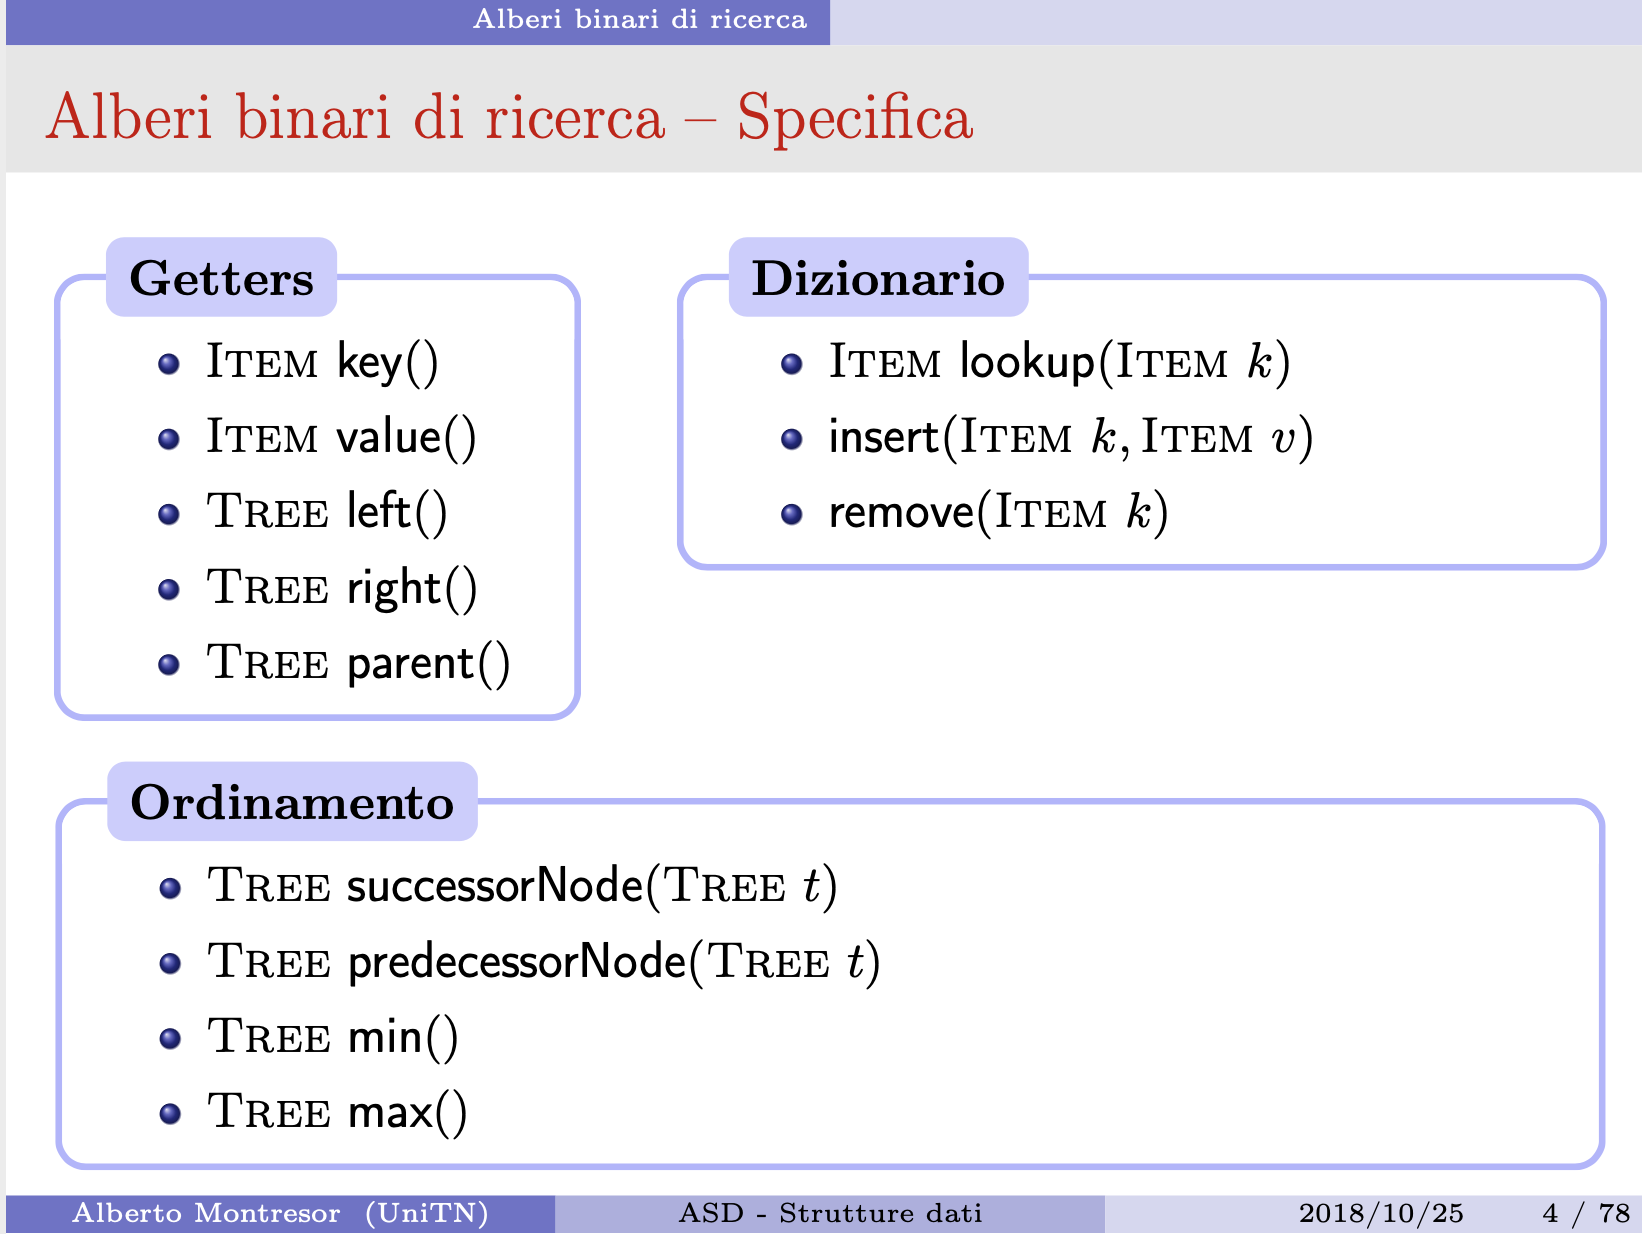 Alberi binari di ricerca
Alberi binari di ricerca – Specifica
Getters
Item key()
Item value()
Tree left()
Tree right()
Tree parent()
Dizionario
Item lookup(Item k)
insert(Item k, Item v)
remove(Item k)
Ordinamento
Tree successorNode(Tree t)
Tree predecessorNode(Tree t)
Tree min()
Tree max()
Alberto Montresor (UniTN) ASD - Strutture dati 2018/10/25 4 / 78